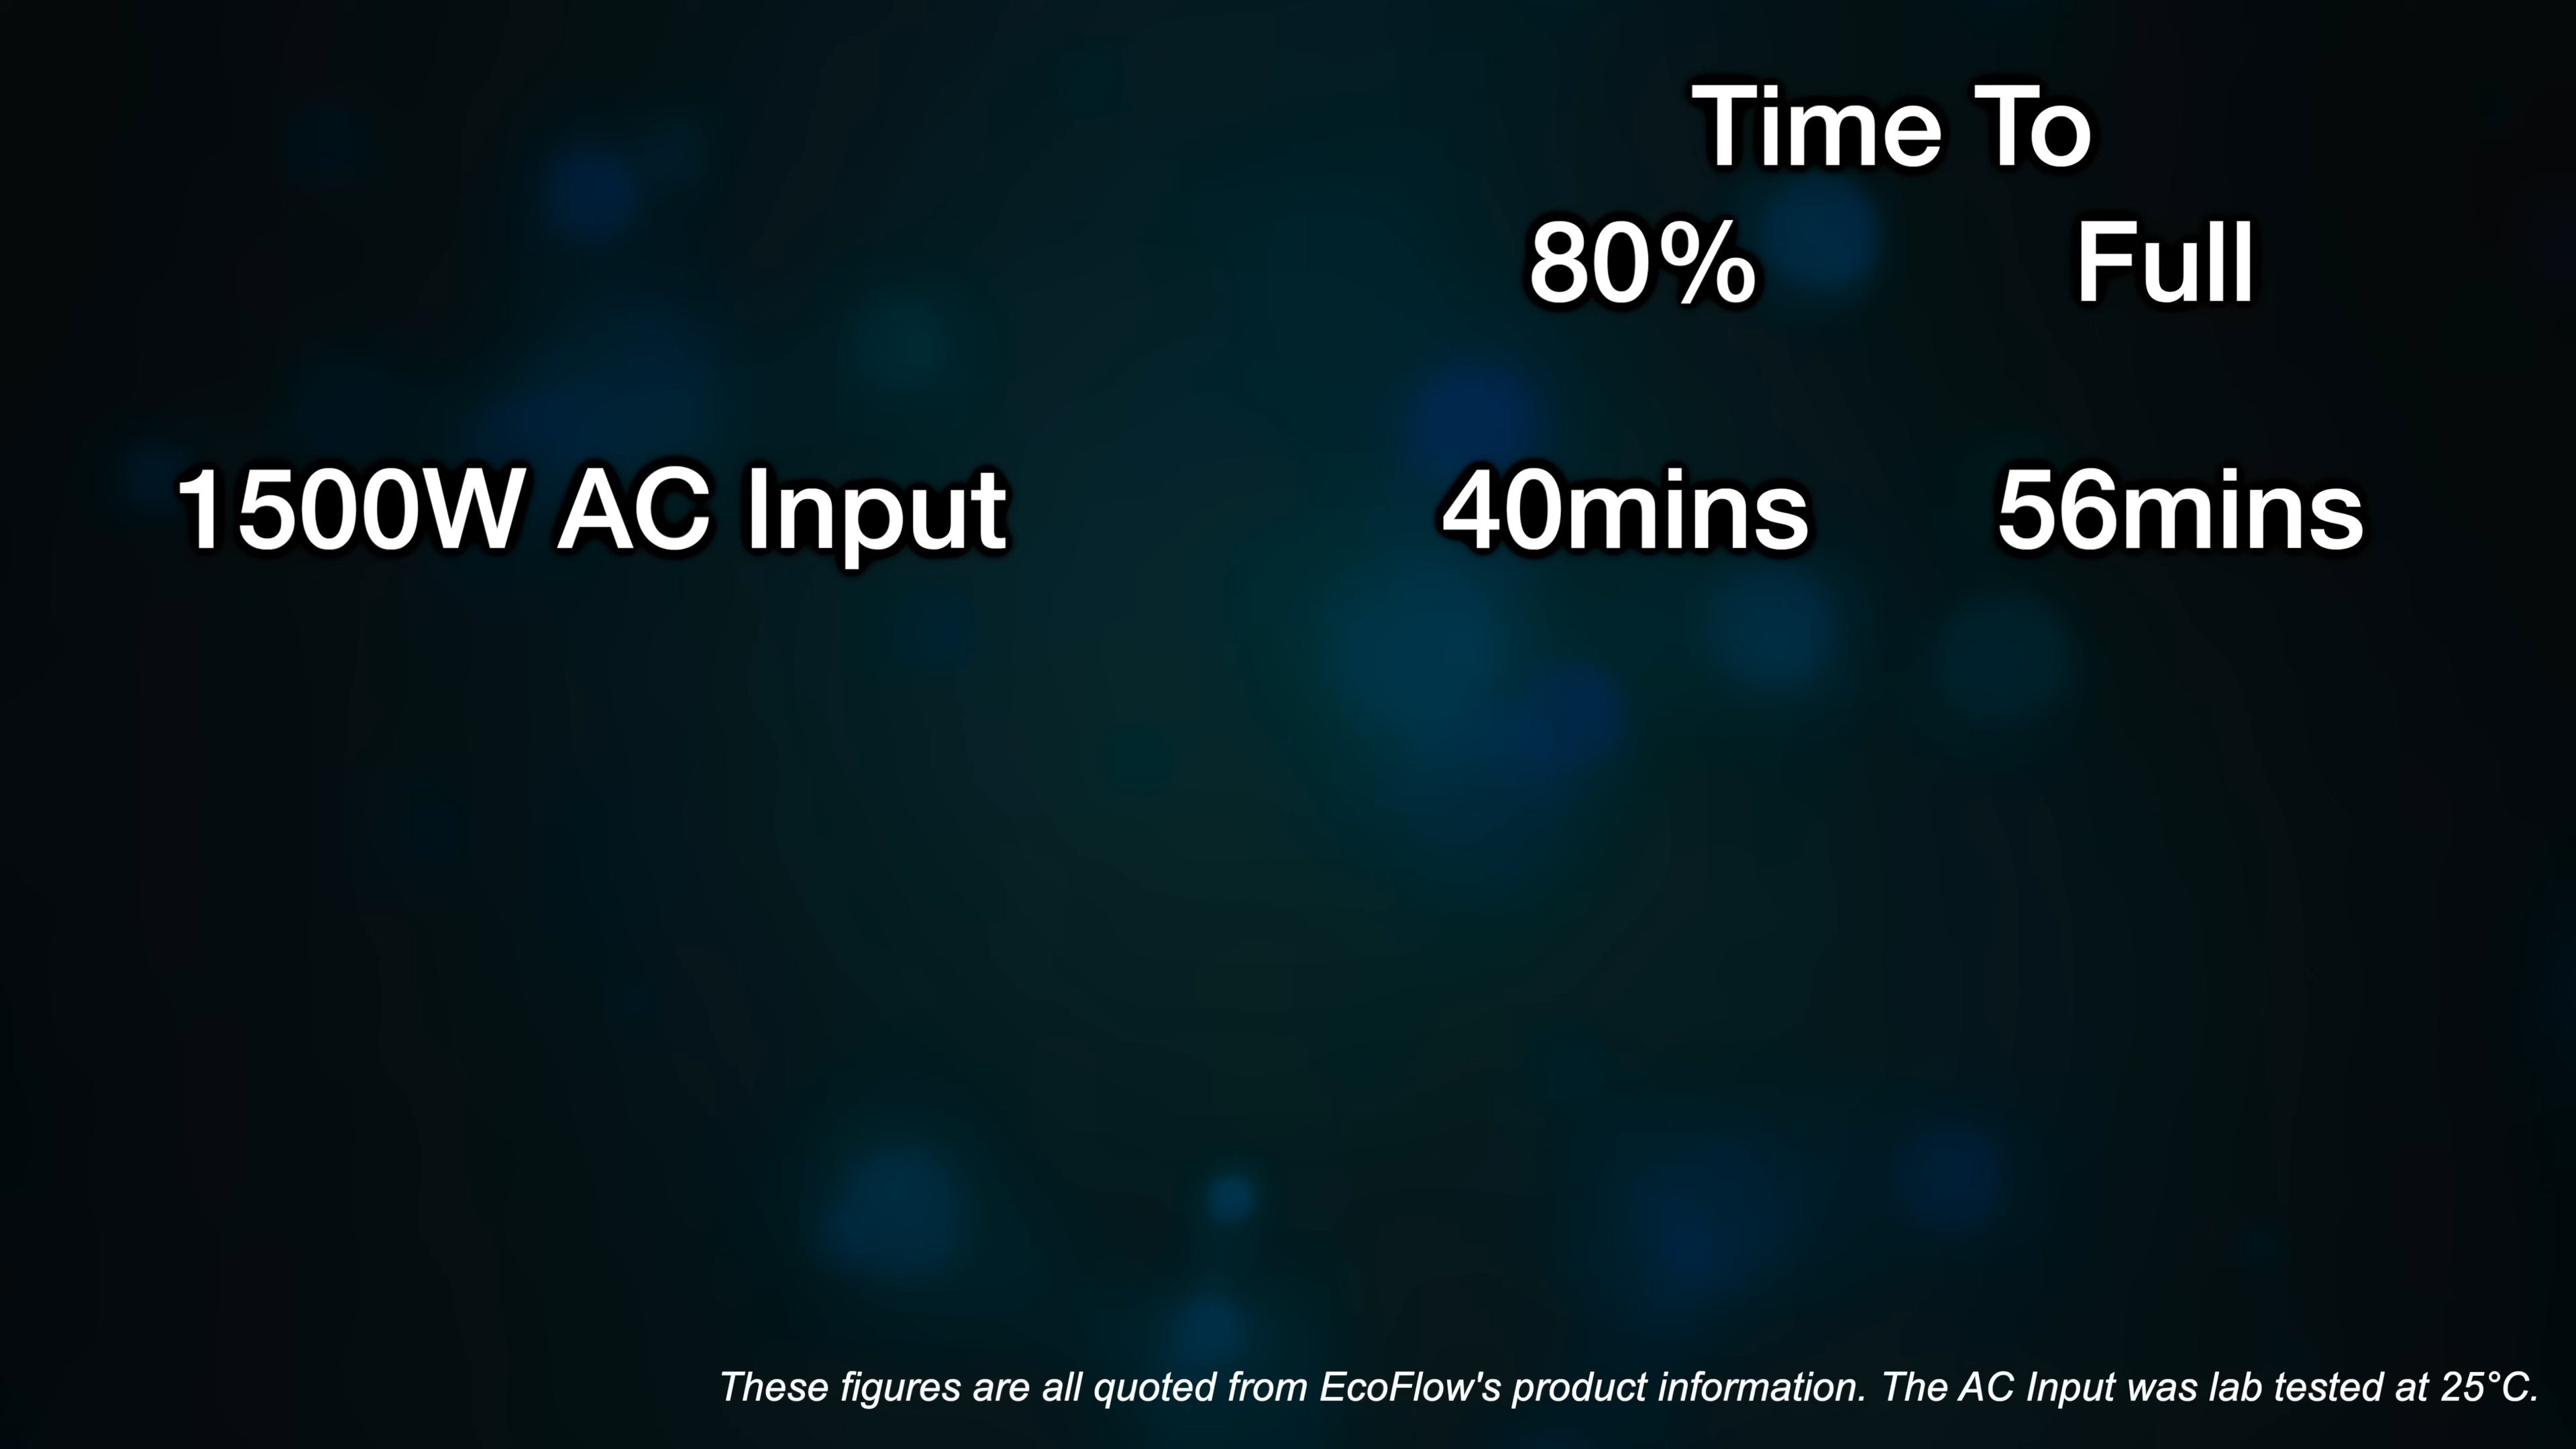 Time To
80% Full
1500W AC Input 40mins 56mins
These figures are all quoted from EcoFlow's product information. The AC Input was lab tested at 25°C.